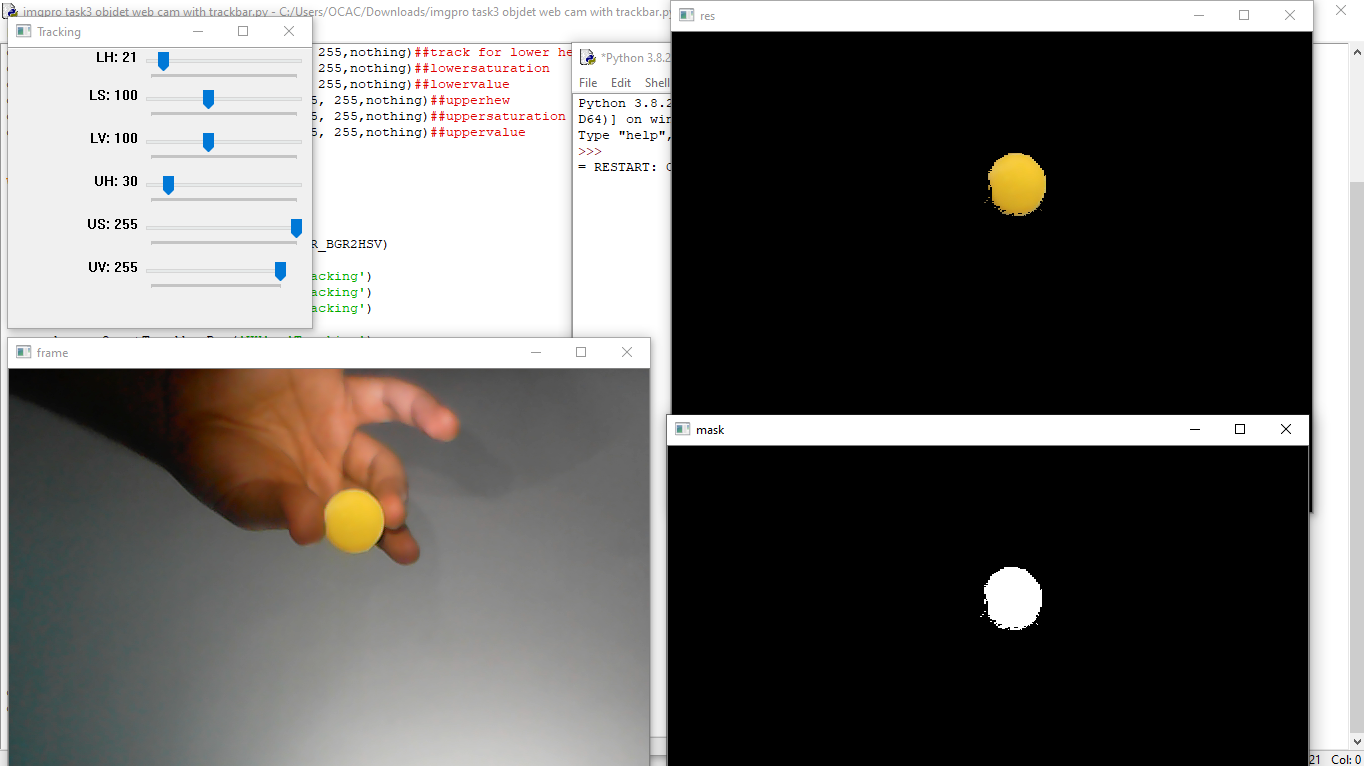 imgpro task3 objdet web cam with trackbar.py - C:/Users/OCAC/Downloads/imgpro task3 objdet web cam with trackbar.py
Tracking
LH: 21
LS: 100
LV: 100
UH: 30
US: 255
UV: 255
255,nothing)##track for lower he
255,nothing)##lowersaturation
255,nothing)##lowervalue
, 255,nothing)##upperhew
, 255,nothing)##uppersaturation
, 255,nothing)##uppervalue
R_BGR2HSV)
acking')
acking')
acking')
*Python 3.8.2
File Edit Shell
Python 3.8.2
D64)] on win
Type "help",
>>>
= RESTART: C
res
frame
mask
21 Col: 0